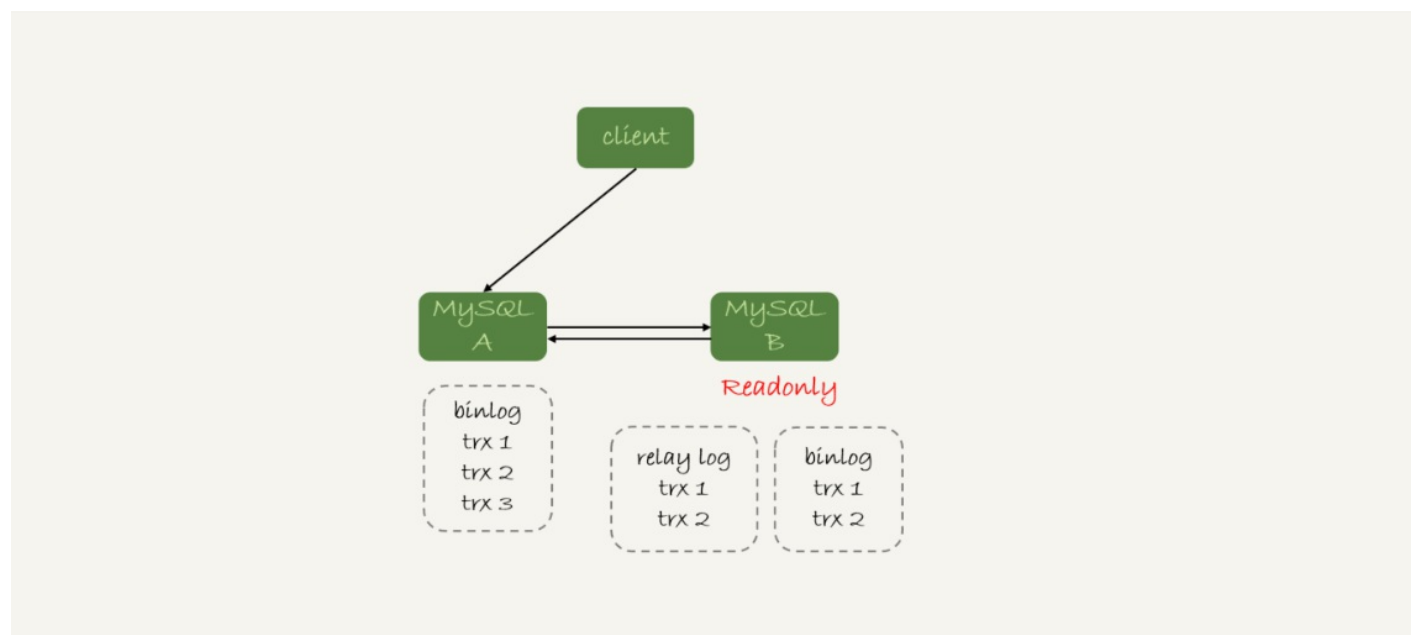 client
MySQL
A
MySQL
B
Readonly
binlog
trx 1
trx 2
trx 3
relay log
trx 1
trx 2
binlog
trx 1
trx 2